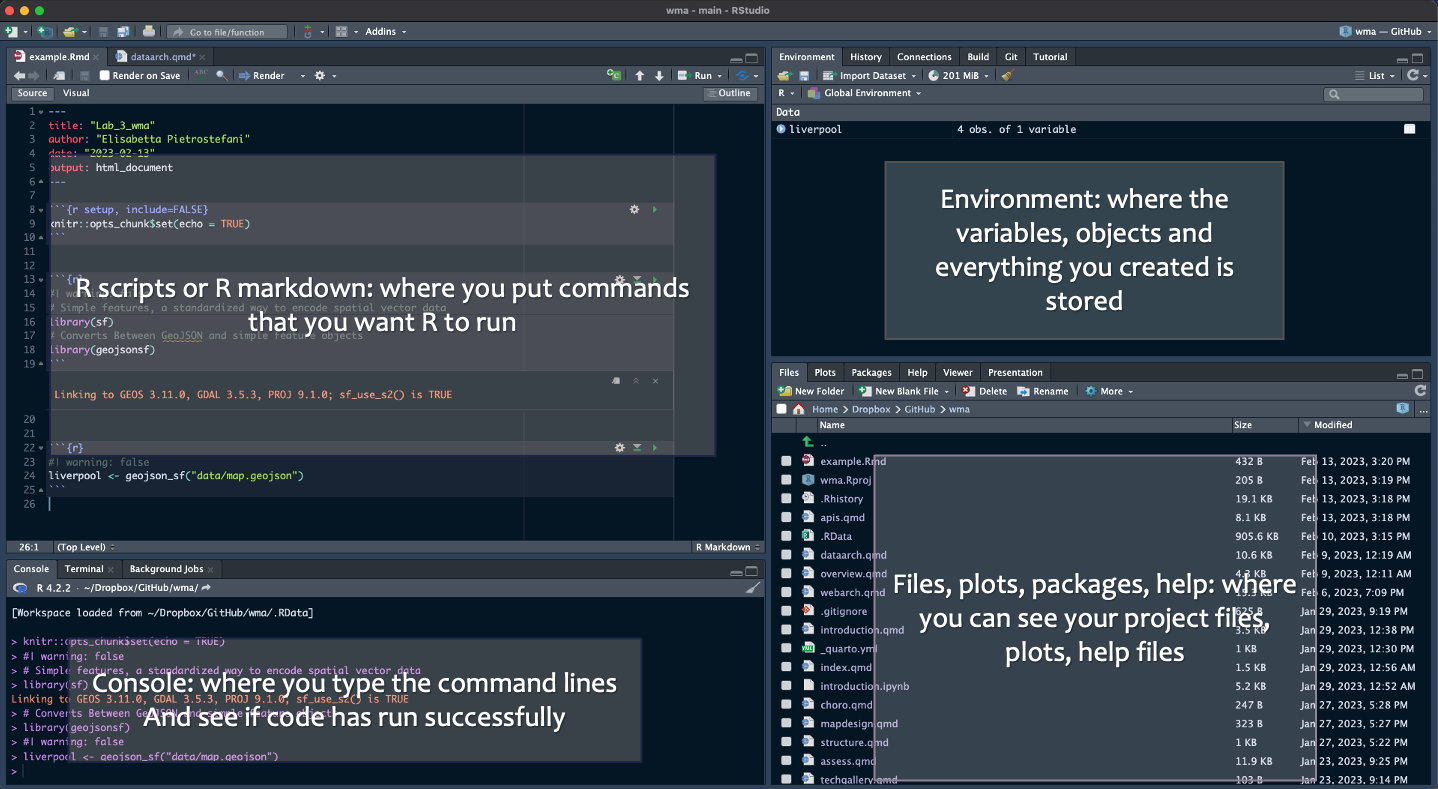 wma - main - RStudio
Go to file/function
Addins
wma — GitHub
example.Rmd
dataarch.qmd*
Render on Save
ABC
Render
Run
Source
Visual
Outline
1 ---
2 title: "Lab_3_wma"
3 author: "Elisabetta Pietrostefani"
4 date: "2023-02-13"
5 output: html_document
6 ---
7
8 ```{r setup, include=FALSE}
9 knitr::opts_chunk$set(echo = TRUE)
10 ```
11
12
13 ```{r}
14 #| warning: false
15 # Simple features, a standardized way to encode spatial vector data
16 library(sf)
17 # Converts Between GeoJSON and simple feature objects
18 library(geojsonsf)
19 ```
R scripts or R markdown: where you put commands
that you want R to run
Linking to GEOS 3.11.0, GDAL 3.5.3, PROJ 9.1.0; sf_use_s2() is TRUE
20
21
22 ```{r}
23 #| warning: false
24 liverpool <- geojson_sf("data/map.geojson")
25 ```
26
26:1
(Top Level)
R Markdown
Console
Terminal
Background Jobs
R 4.2.2 · ~/Dropbox/GitHub/wma/
[Workspace loaded from ~/Dropbox/GitHub/wma/.RData]
> knitr::opts_chunk$set(echo = TRUE)
> #| warning: false
> # Simple features, a standardized way to encode spatial vector data
> library(sf)
Linking to GEOS 3.11.0, GDAL 3.5.3, PROJ 9.1.0; sf_use_s2() is TRUE
> # Converts Between GeoJSON and simple feature objects
> library(geojsonsf)
> #| warning: false
> liverpool <- geojson_sf("data/map.geojson")
>
Console: where you type the command lines
And see if code has run successfully
Environment
History
Connections
Build
Git
Tutorial
Import Dataset
201 MiB
List
R
Global Environment
Data
liverpool 4 obs. of 1 variable
Environment: where the
variables, objects and
everything you created is
stored
Files
Plots
Packages
Help
Viewer
Presentation
New Folder
New Blank File
Delete
Rename
More
Home > Dropbox > GitHub > wma
...
Name Size Modified
..
example.Rmd 432 B Feb 13, 2023, 3:20 PM
wma.Rproj 205 B Feb 13, 2023, 3:19 PM
.Rhistory 19.1 KB Feb 13, 2023, 3:18 PM
apis.qmd 8.1 KB Feb 13, 2023, 3:18 PM
.RData 905.6 KB Feb 10, 2023, 3:15 PM
dataarch.qmd 10.6 KB Feb 9, 2023, 12:19 AM
overview.qmd 4.3 KB Feb 9, 2023, 12:11 AM
webarch.qmd KB Feb 6, 2023, 7:09 PM
.gitignore 625 B Jan 29, 2023, 9:19 PM
introduction.qmd 3.5 KB Jan 29, 2023, 12:38 PM
_quarto.yml 1 KB Jan 29, 2023, 12:30 PM
index.qmd 1.5 KB Jan 29, 2023, 12:56 AM
introduction.ipynb 5.2 KB Jan 29, 2023, 12:52 AM
choro.qmd 247 B Jan 27, 2023, 5:28 PM
mapdesign.qmd 323 B Jan 27, 2023, 5:27 PM
structure.qmd 1 KB Jan 27, 2023, 5:22 PM
assess.qmd 11.9 KB Jan 23, 2023, 9:25 PM
techgallery.qmd 103 B Jan 23, 2023, 9:14 PM
Files, plots, packages, help: where
you can see your project files,
plots, help files